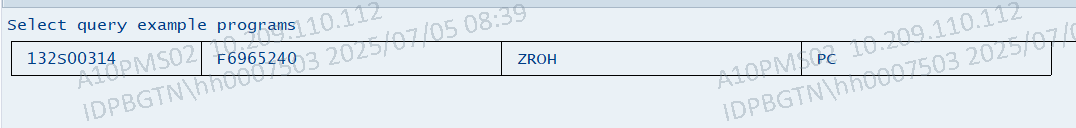 Select query example programs
132S00314 F6965240 ZROH PC
A10PMS02 10.209.110.112
IDPBGTN\hh0007503 2025/07/05 08:39
A10PMS02 10.209.110.112
IDPBGTN\hh0007503 2025/07/0